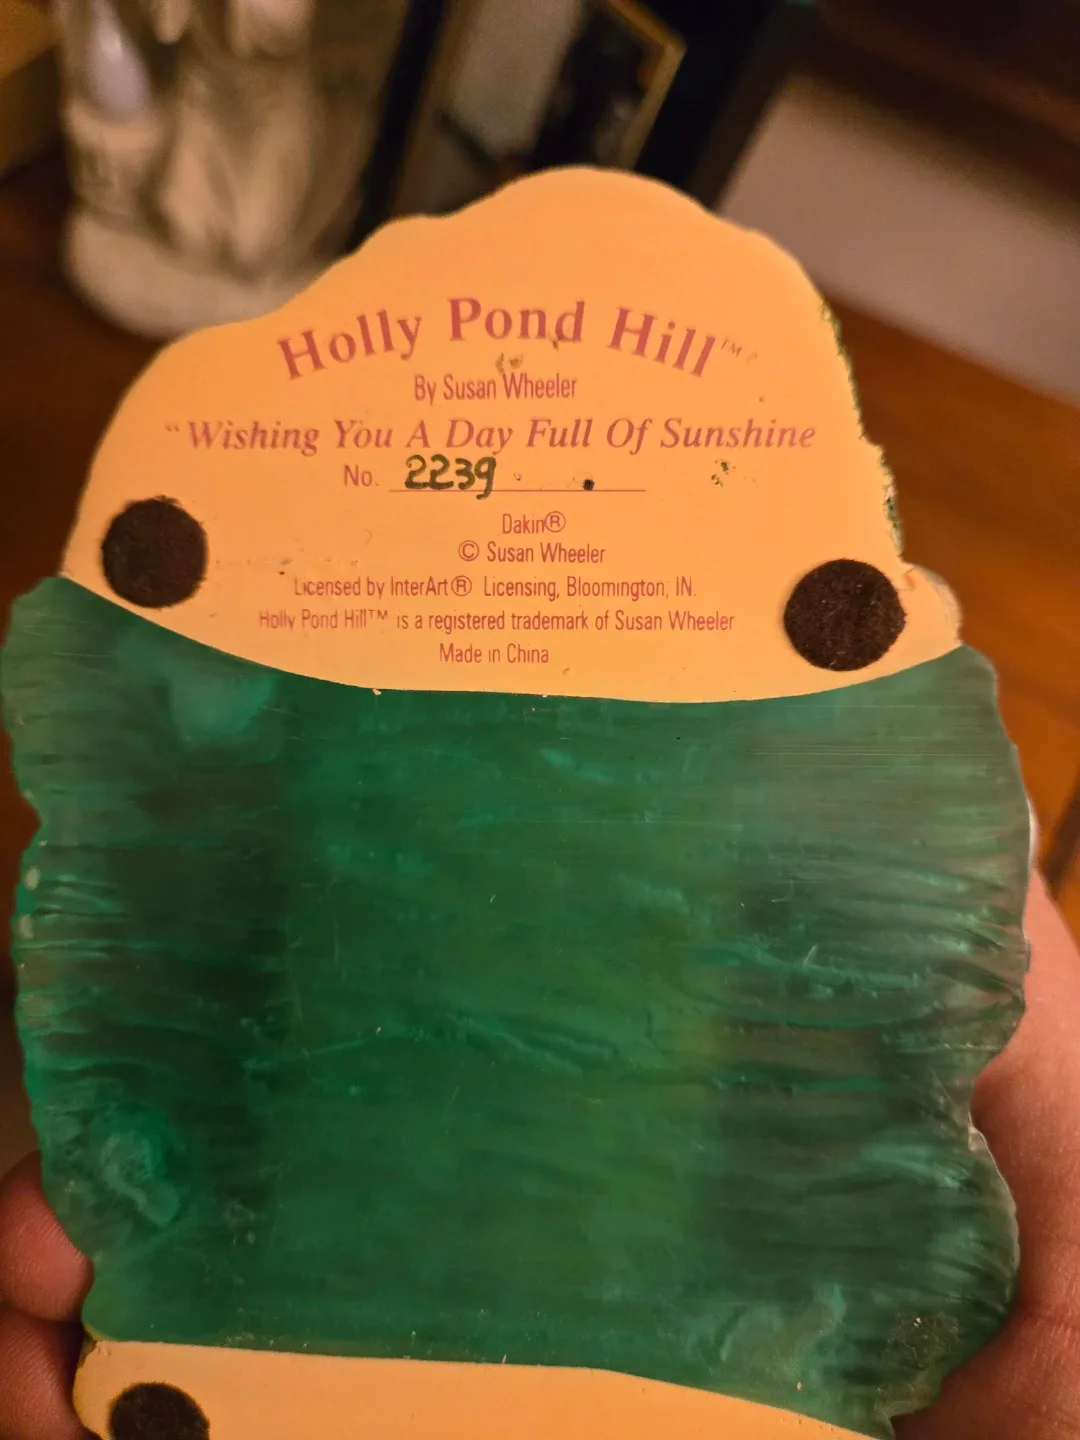 Holly Pond Hill™
By Susan Wheeler
"Wishing You A Day Full Of Sunshine
No. 2239
Dakin®
© Susan Wheeler
Licensed by InterArt® Licensing, Bloomington, IN.
Holly Pond Hill™ is a registered trademark of Susan Wheeler
Made in China